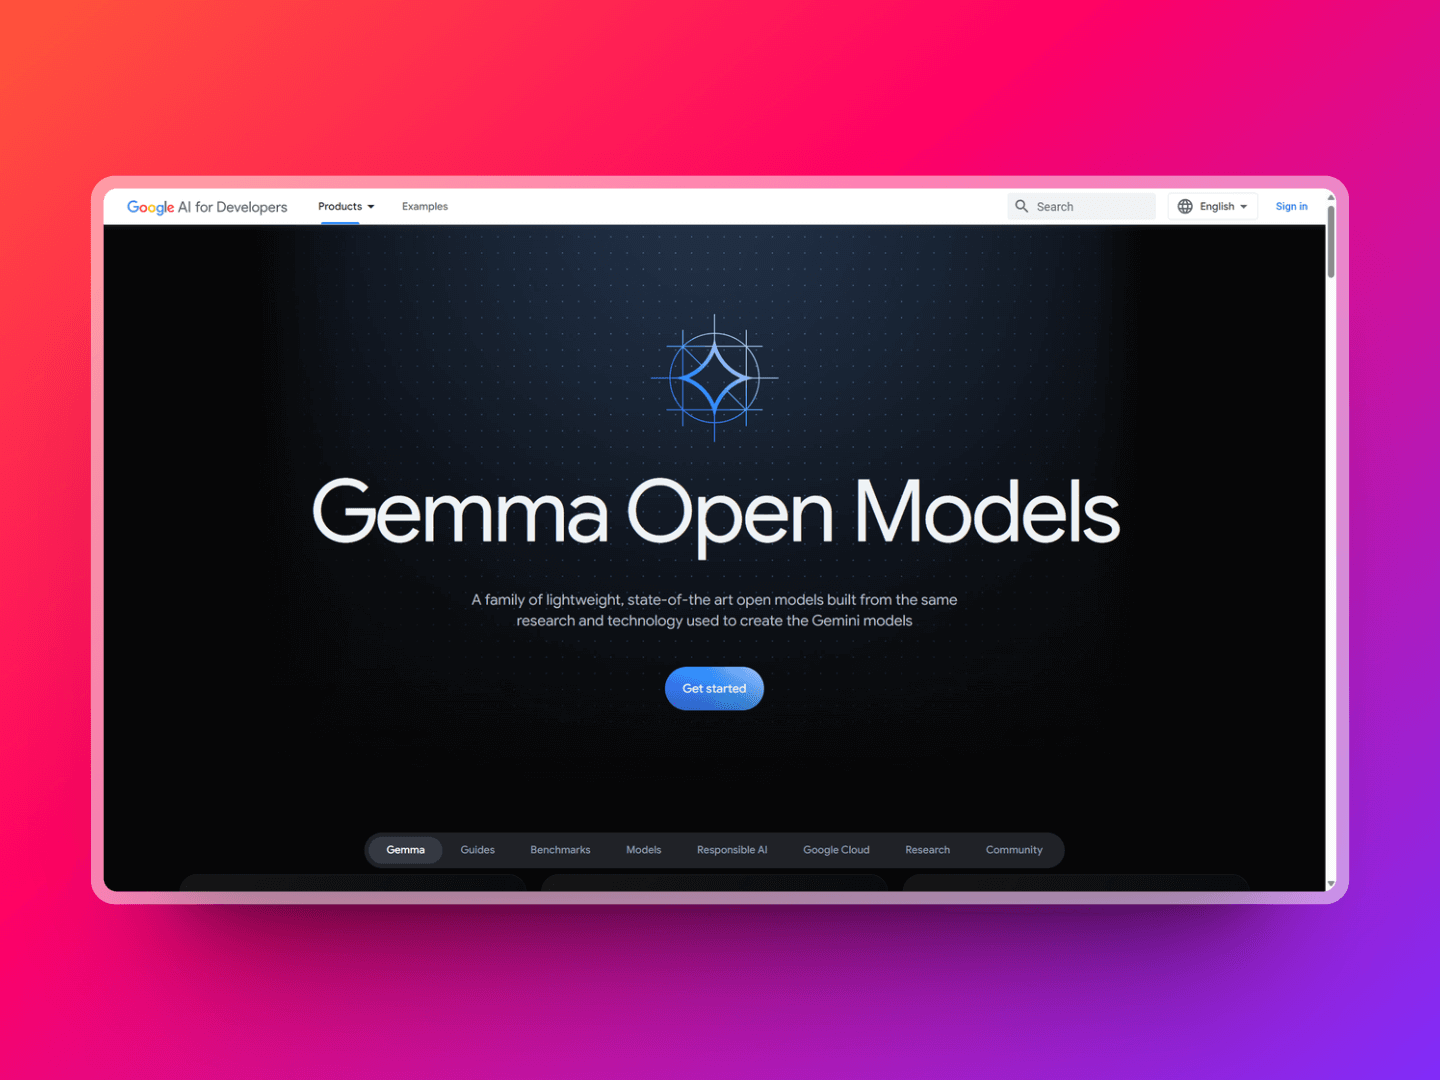 Google AI for Developers
Products
Examples
Search
English
Sign in
Gemma Open Models
A family of lightweight, state-of-the art open models built from the same
research and technology used to create the Gemini models
Get started
Gemma
Guides
Benchmarks
Models
Responsible AI
Google Cloud
Research
Community